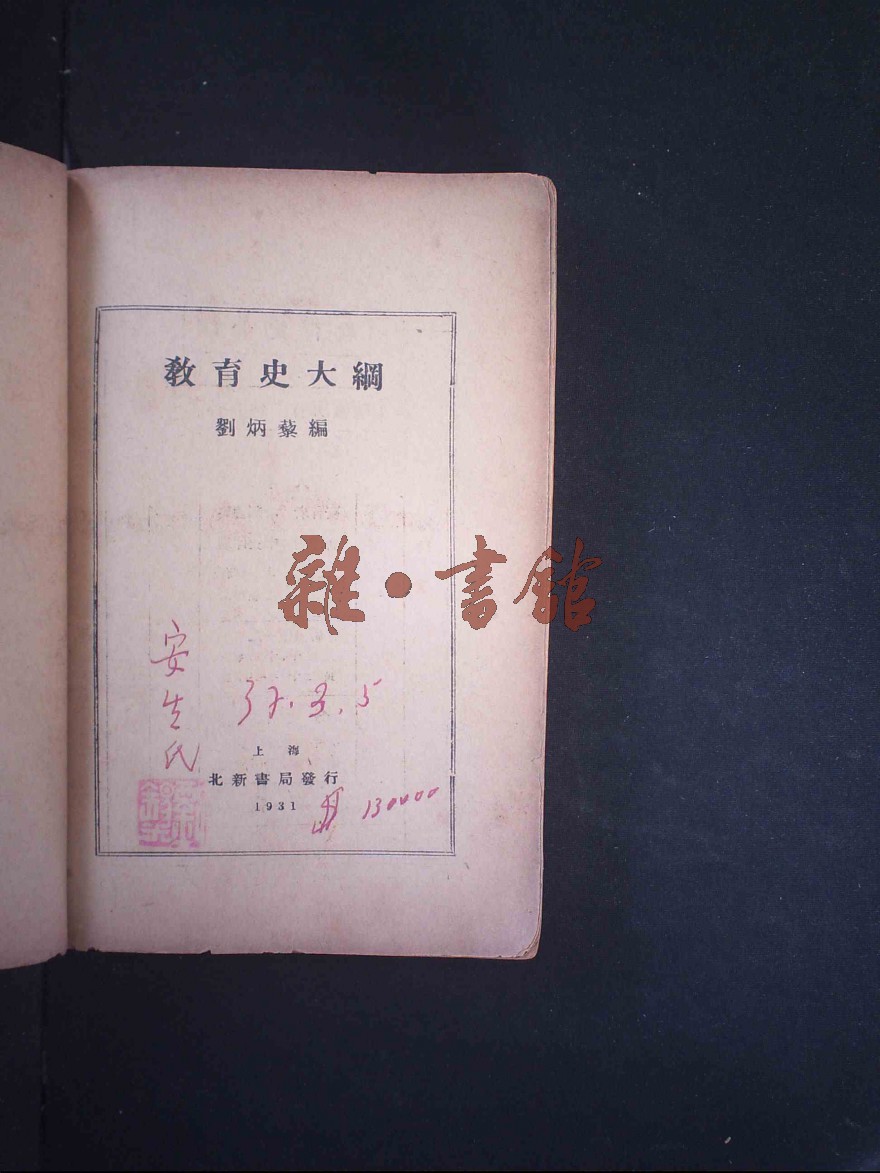 教育史大綱
劉炳藜編
雜·書館
安生氏
37.3.5
上海
北新書局發行
1931
130000